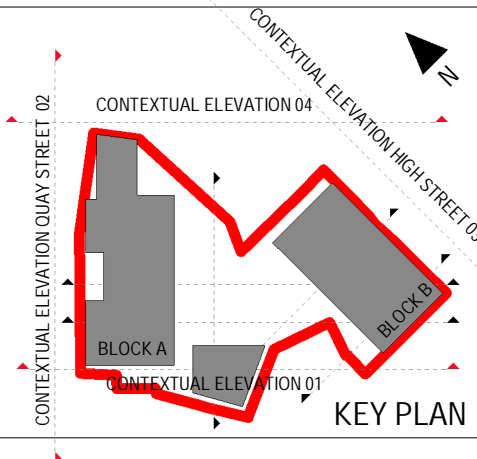 CONTEXTUAL ELEVATION HIGH STREET 03
N
CONTEXTUAL ELEVATION 04
CONTEXTUAL ELEVATION QUAY STREET 02
BLOCK A
BLOCK B
CONTEXTUAL ELEVATION 01
KEY PLAN